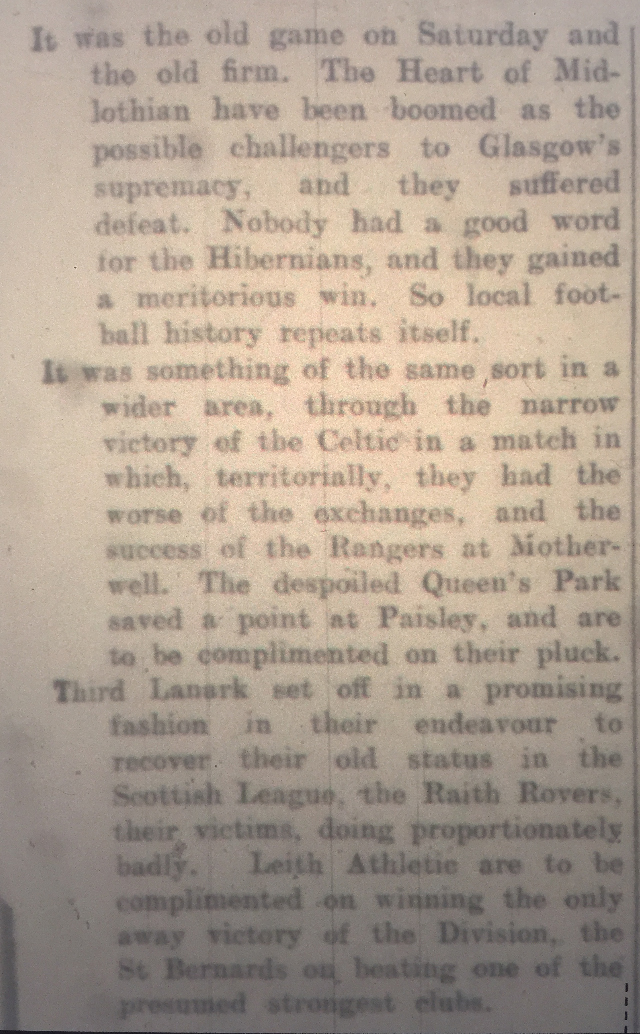 It was the old game on Saturday and
the old firm. The Heart of Mid-
lothian have been boomed as the
possible challengers to Glasgow's
supremacy, and they suffered
defeat. Nobody had a good word
for the Hibernians, and they gained
a meritorious win. So local foot-
ball history repeats itself.
It was something of the same sort in a
wider area, through the narrow
victory of the Celtic in a match in
which, territorially, they had the
worse of the exchanges, and the
success of the Rangers at Mother-
well. The despoiled Queen's Park
saved a point at Paisley, and are
to be complimented on their pluck.
Third Lanark set off in a promising
fashion in their endeavour to
recover their old status in the
Scottish League, the Raith Rovers,
their victims, doing proportionately
badly. Leith Athletic are to be
complimented on winning the only
away victory of the Division, the
St Bernards on beating one of the
presumed strongest clubs.